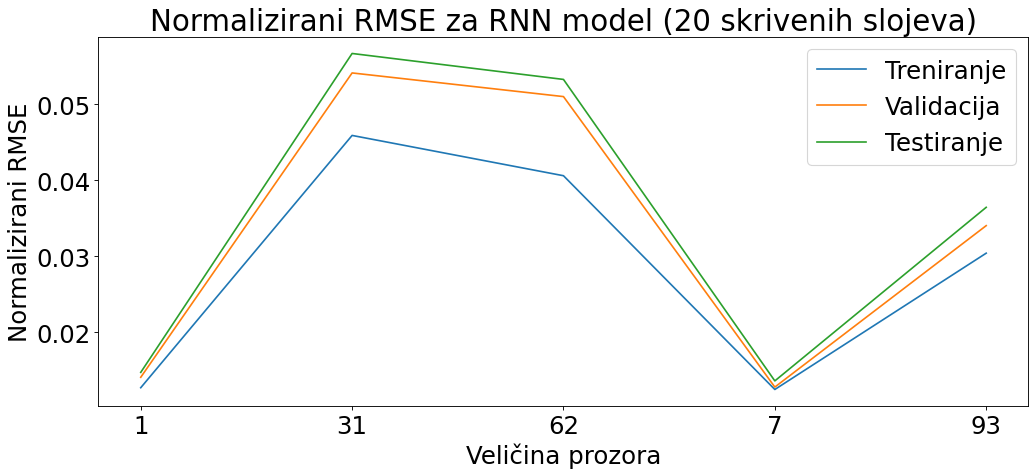 Normalizirani RMSE za RNN model (20 skrivenih slojeva)
Treniranje
Validacija
Testiranje
Normalizirani RMSE
0.05
0.04
0.03
0.02
1 31 62 7 93
Veličina prozora